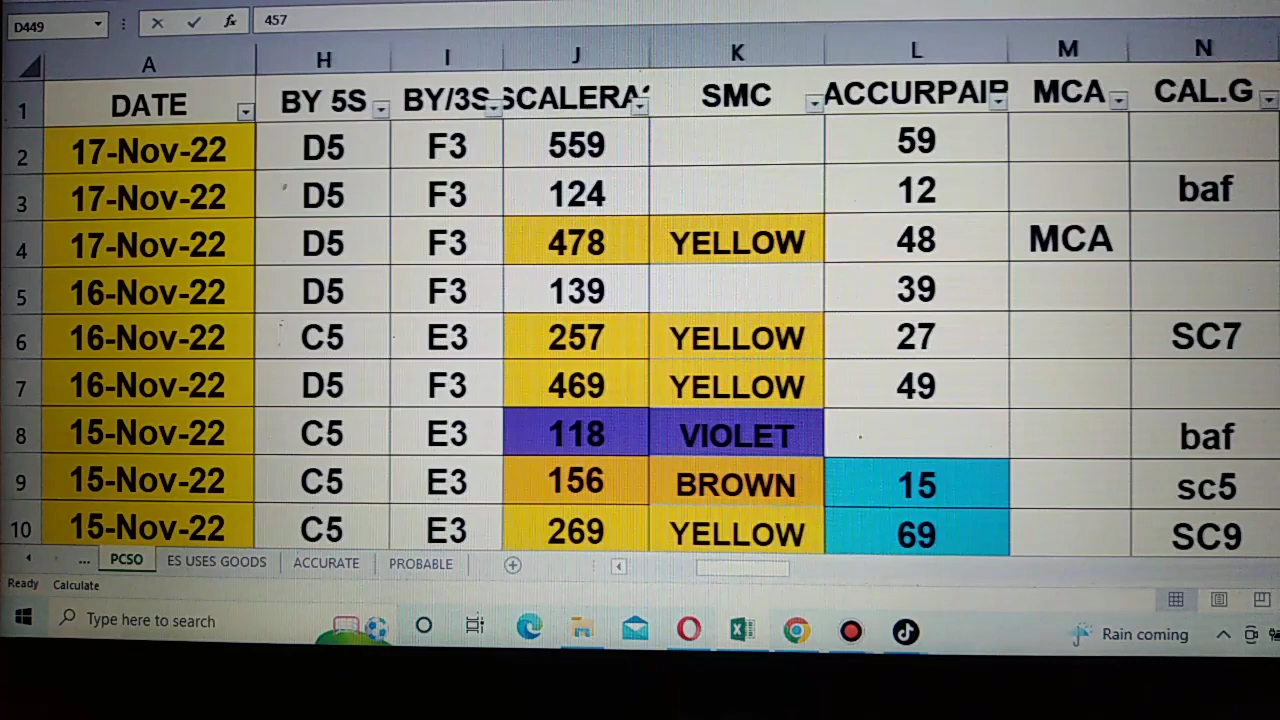 D449 fx 457
A H I J K L M N
1 DATE BY 5S BY/3S SCALERA ACCURPAIR SMC MCA CAL.G
2 17-Nov-22 D5 F3 559 59
3 17-Nov-22 D5 F3 124 12 baf
4 17-Nov-22 D5 F3 478 YELLOW 48 MCA
5 16-Nov-22 D5 F3 139 39
6 16-Nov-22 C5 E3 257 YELLOW 27 SC7
7 16-Nov-22 D5 F3 469 YELLOW 49
8 15-Nov-22 C5 E3 118 VIOLET baf
9 15-Nov-22 C5 E3 156 BROWN 15 sc5
10 15-Nov-22 C5 E3 269 YELLOW 69 SC9
... PCSO ES USES GOODS ACCURATE PROBABLE
Ready Calculate
Type here to search Rain coming